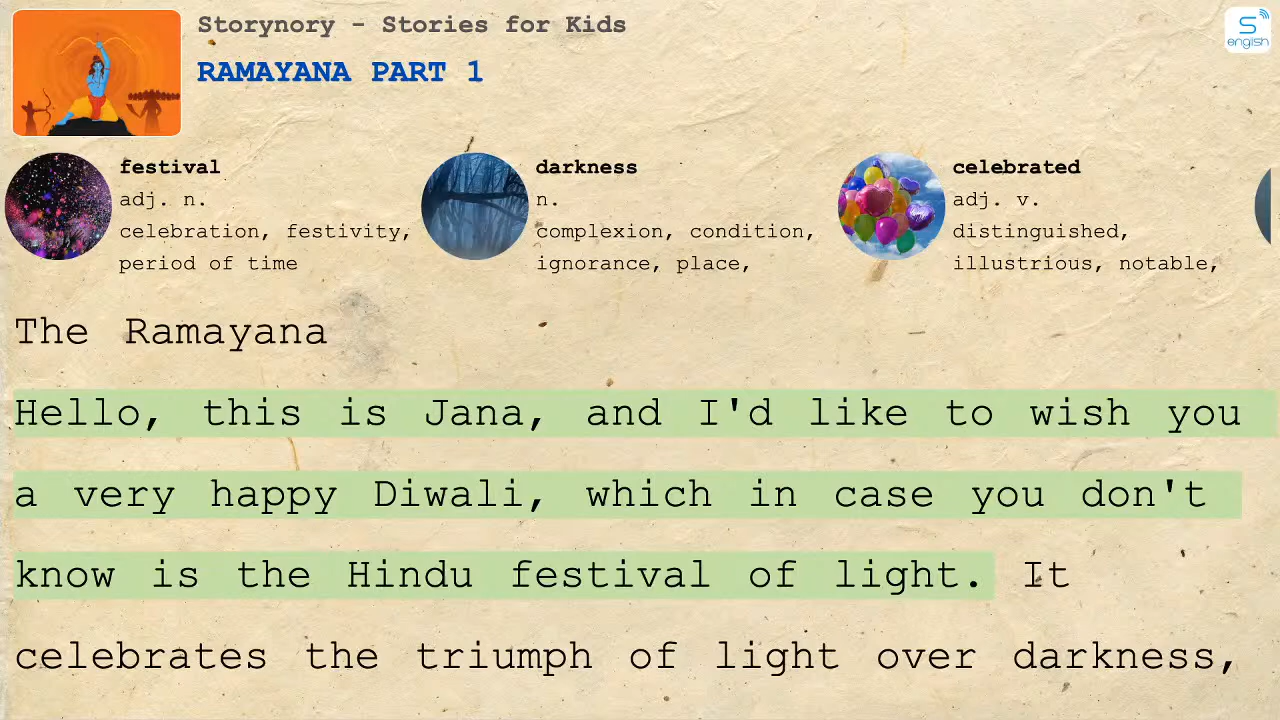 Storynory - Stories for Kids
RAMAYANA PART 1
S
english
festival
adj. n.
celebration, festivity,
period of time
darkness
n.
complexion, condition,
ignorance, place,
celebrated
adj. v.
distinguished,
illustrious, notable,
The Ramayana
Hello, this is Jana, and I'd like to wish you
a very happy Diwali, which in case you don't
know is the Hindu festival of light. It
celebrates the triumph of light over darkness,